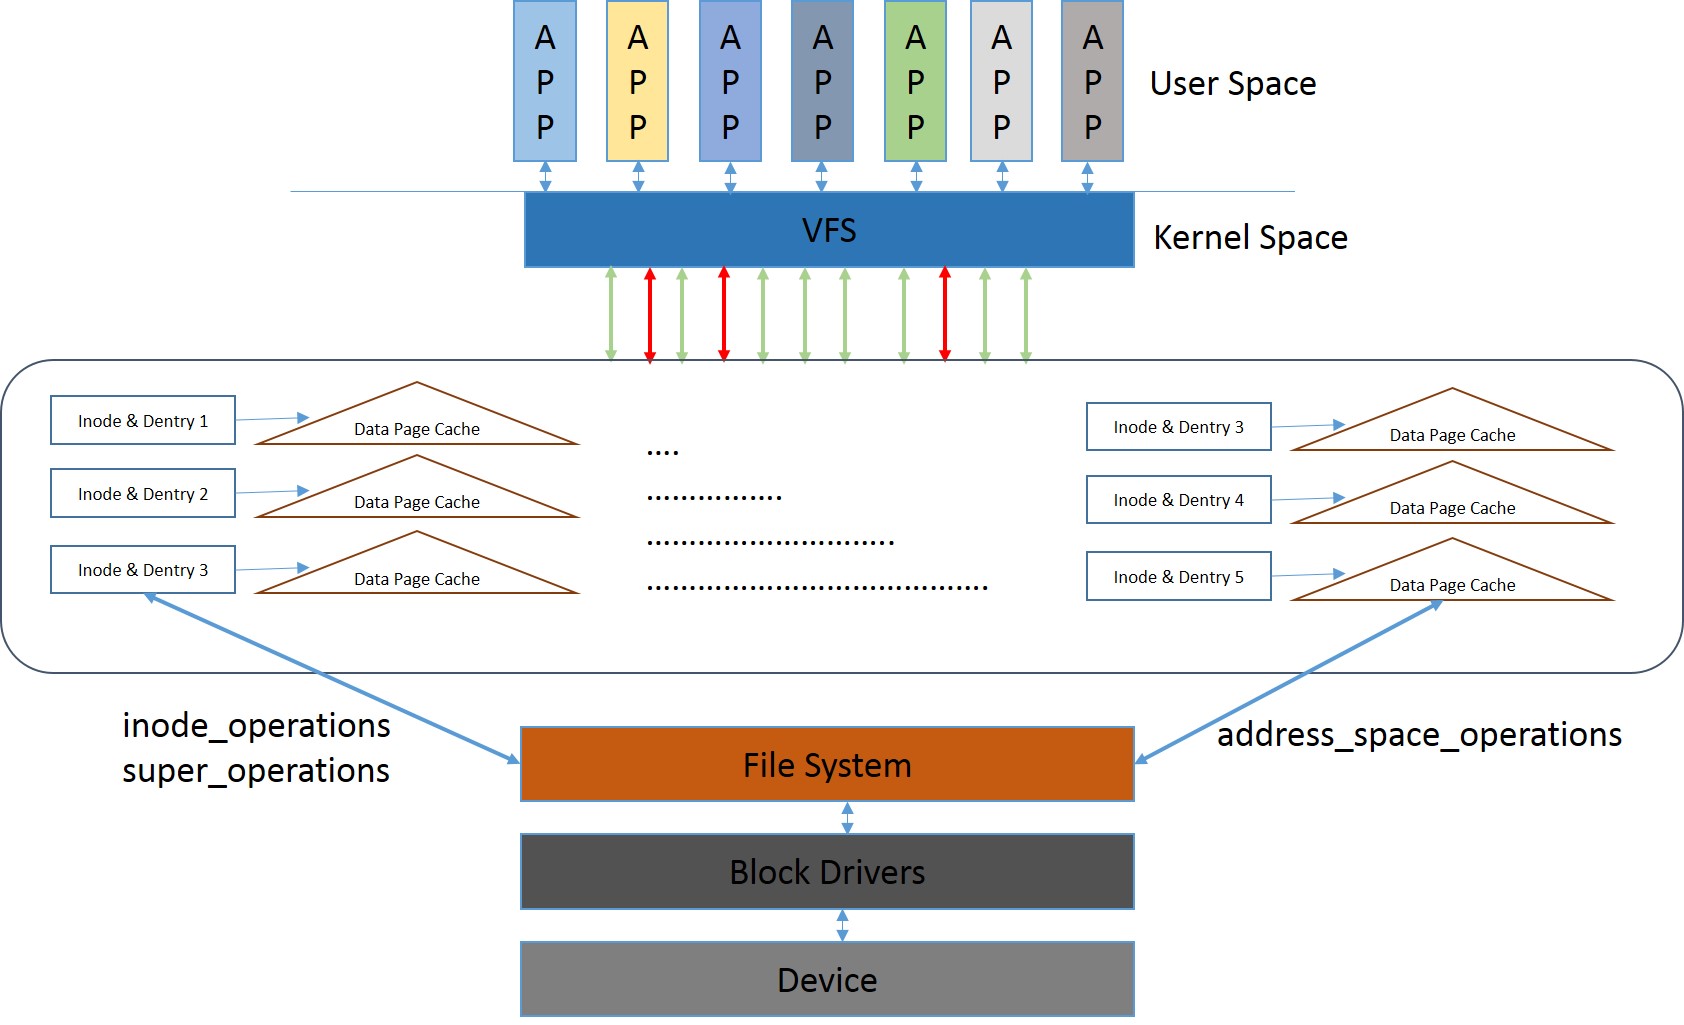 APP
APP
APP
APP
APP
APP
APP
User Space
VFS
Kernel Space
Inode & Dentry 1
Data Page Cache
Inode & Dentry 2
Data Page Cache
Inode & Dentry 3
Data Page Cache
....
................
.............................
........................................
Inode & Dentry 3
Data Page Cache
Inode & Dentry 4
Data Page Cache
Inode & Dentry 5
Data Page Cache
inode_operations
super_operations
address_space_operations
File System
Block Drivers
Device